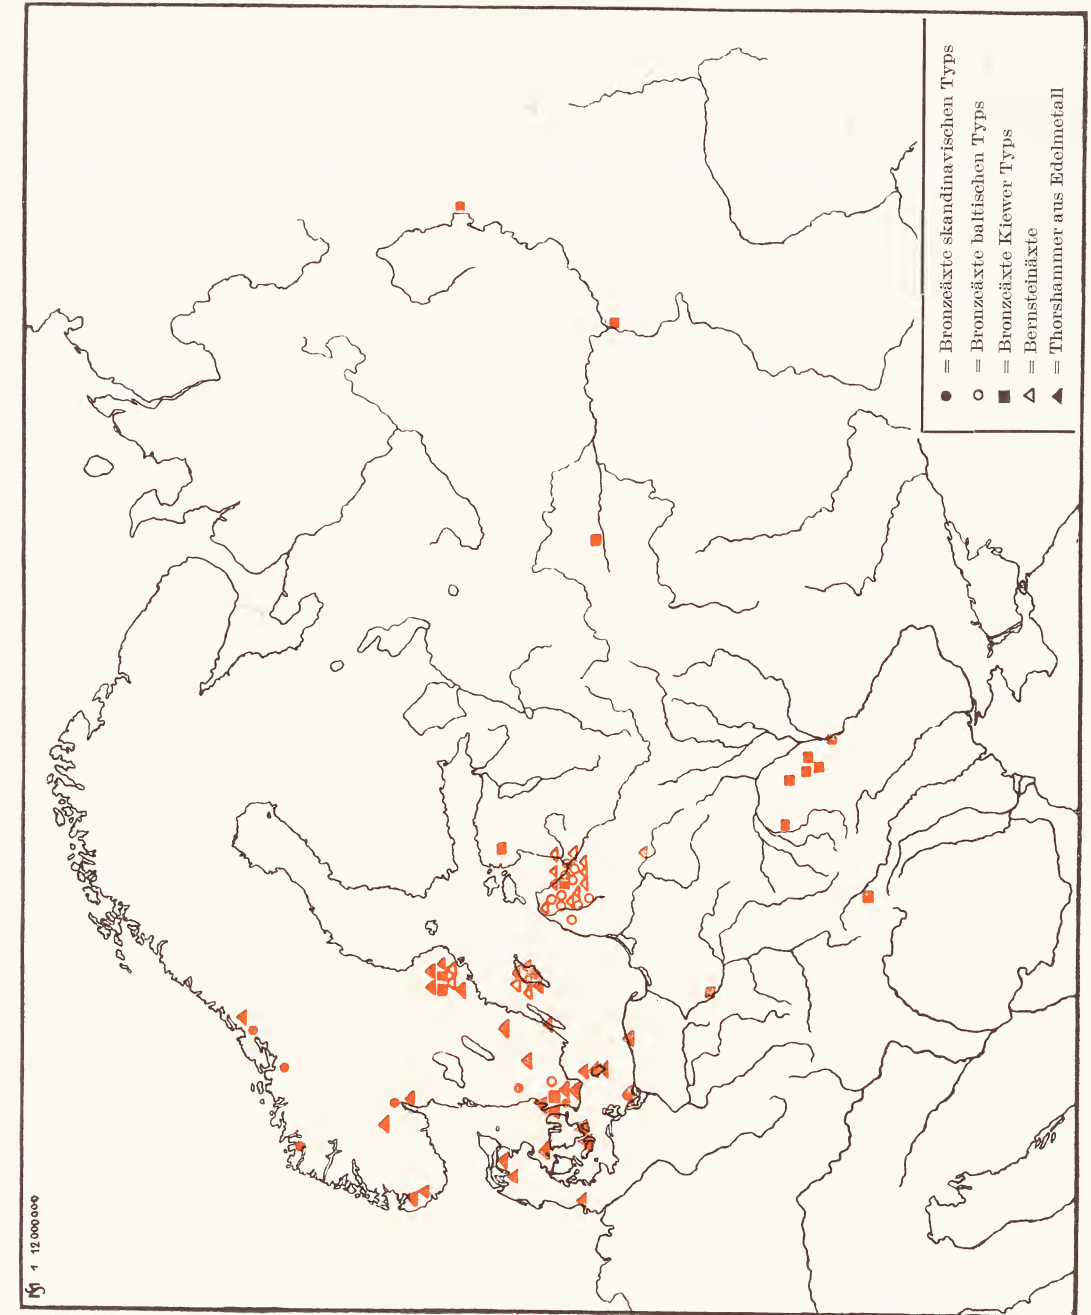 = Bronzeäxte skandinavischen Typs
= Bronzeäxte baltischen Typs
= Bronzeäxte Kiewer Typs
= Bernsteinäxte
= Thorshammer aus Edelmetall
M 1 12 000 000